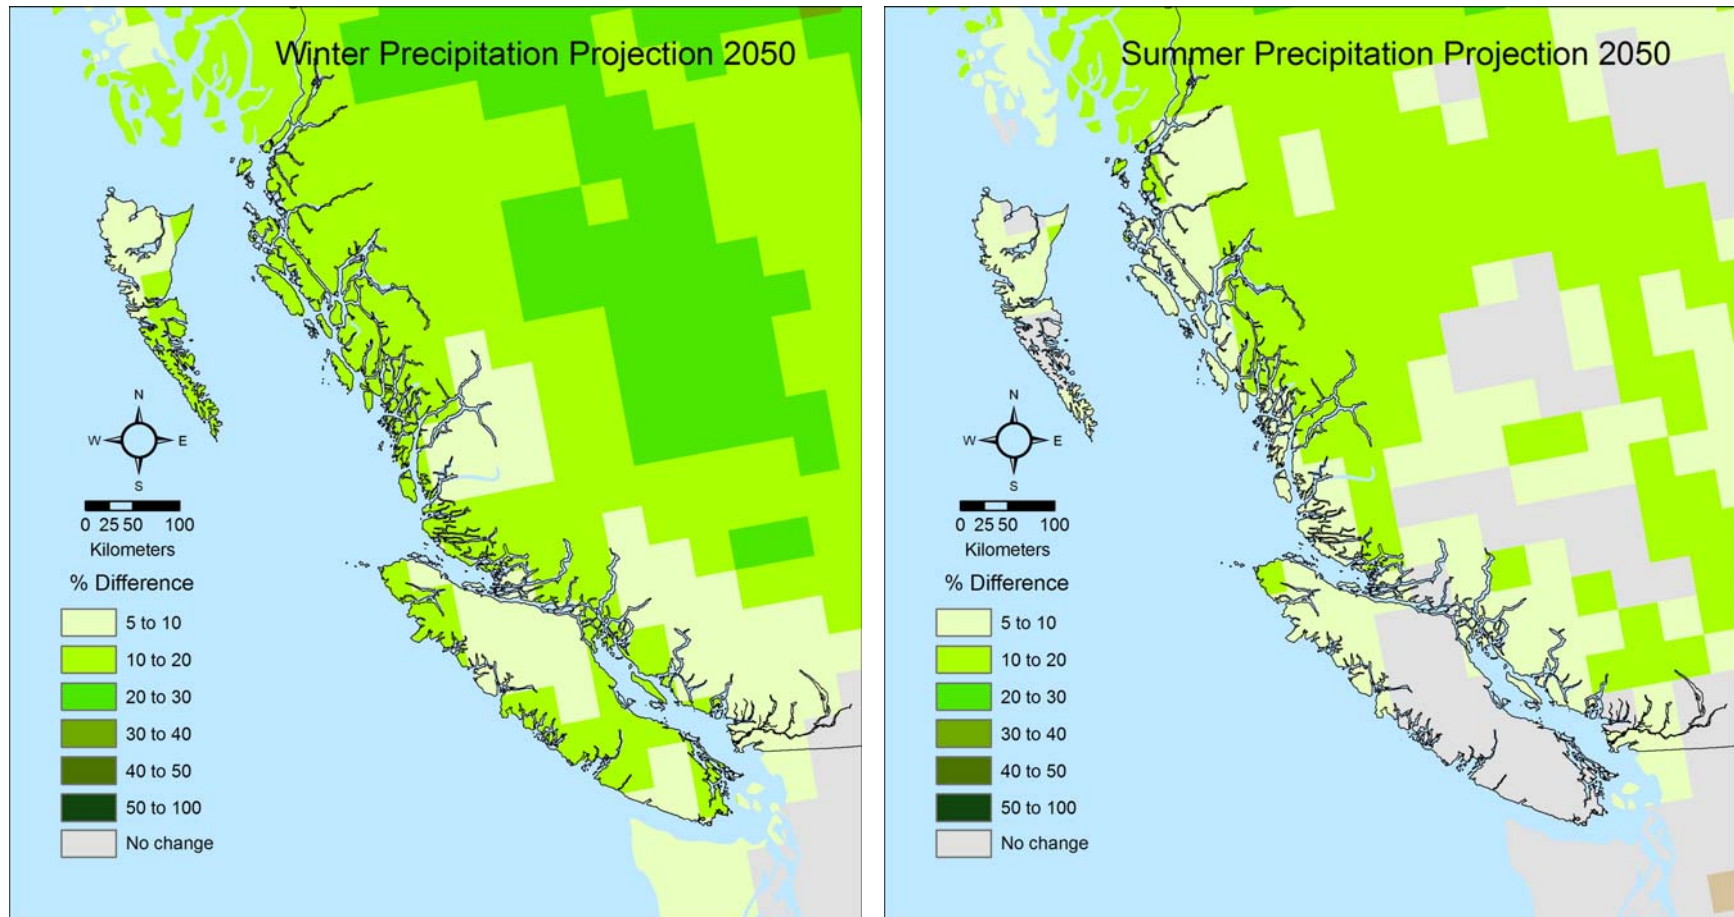 Winter Precipitation Projection 2050
N
W E
S
0 25 50 100
Kilometers
% Difference
5 to 10
10 to 20
20 to 30
30 to 40
40 to 50
50 to 100
No change
Summer Precipitation Projection 2050
N
W E
S
0 25 50 100
Kilometers
% Difference
5 to 10
10 to 20
20 to 30
30 to 40
40 to 50
50 to 100
No change